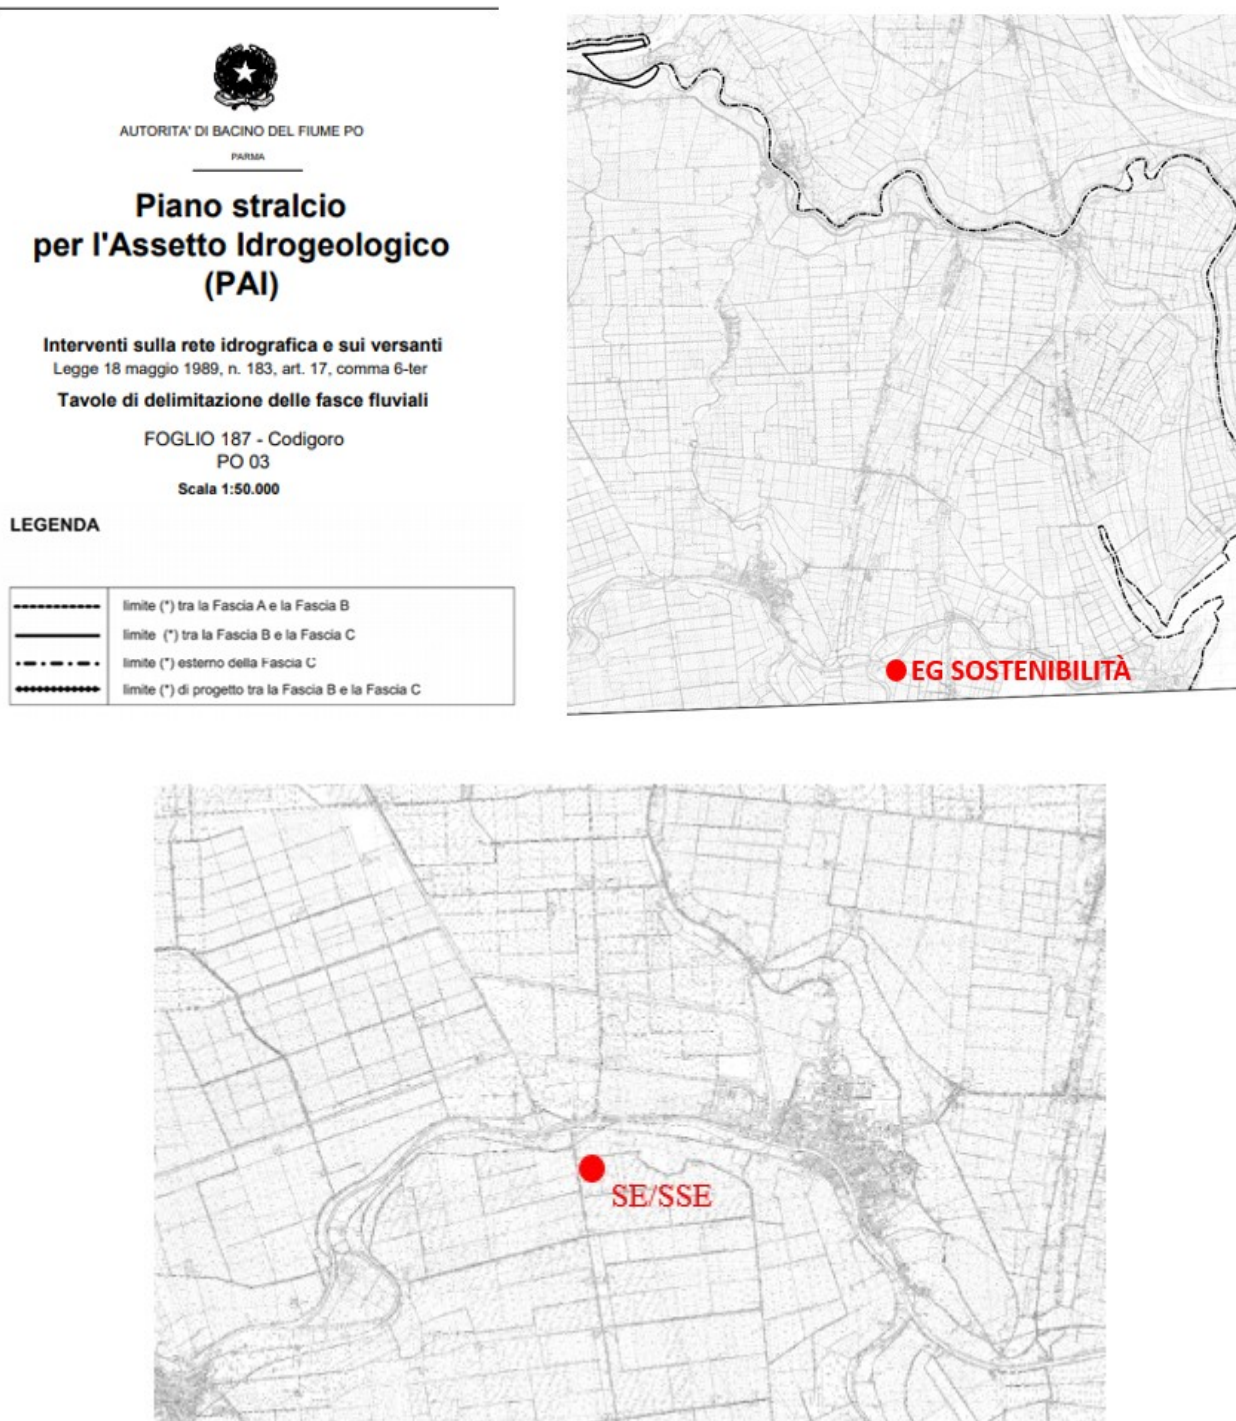 AUTORITA' DI BACINO DEL FIUME PO
PARMA
Piano stralcio
per l'Assetto Idrogeologico
(PAI)
Interventi sulla rete idrografica e sui versanti
Legge 18 maggio 1989, n. 183, art. 17, comma 6-ter
Tavole di delimitazione delle fasce fluviali
FOGLIO 187 - Codigoro
PO 03
Scala 1:50.000
LEGENDA
limite (*) tra la Fascia A e la Fascia B
limite (*) tra la Fascia B e la Fascia C
limite (*) esterno della Fascia C
limite (*) di progetto tra la Fascia B e la Fascia C
EG SOSTENIBILITÀ
SE/SSE